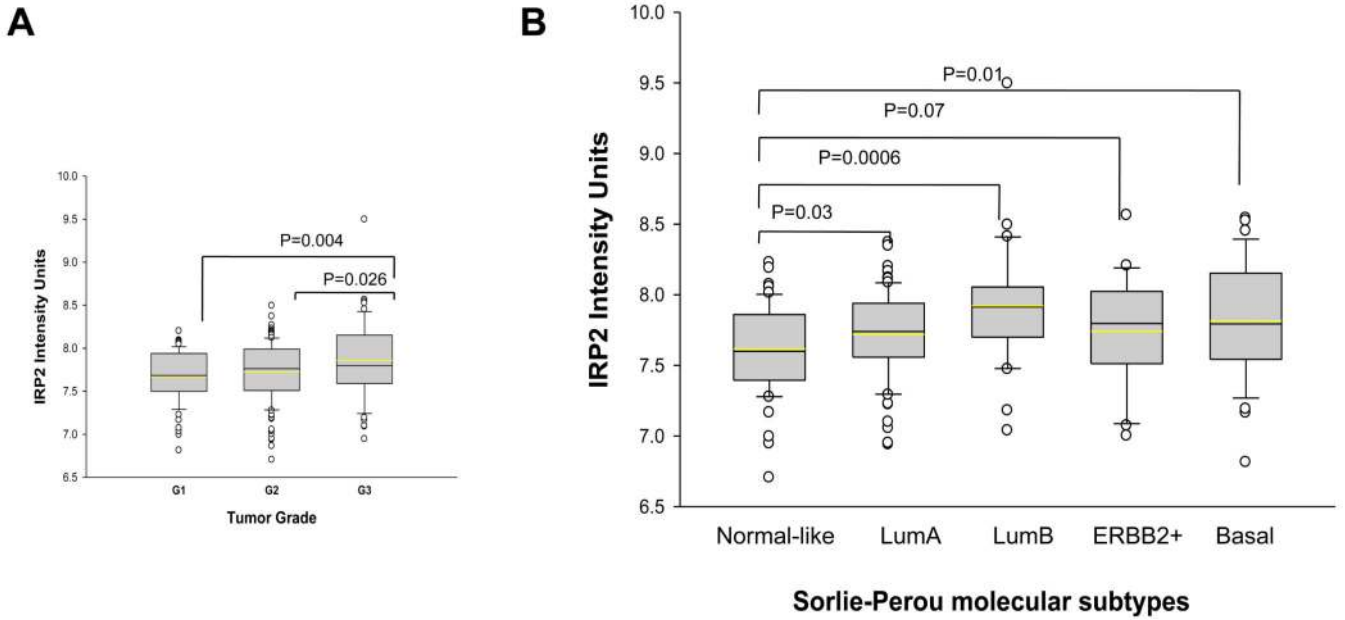 A
10.0
9.5
9.0
8.5
8.0
7.5
7.0
6.5
IRP2 Intensity Units
P=0.004
P=0.026
G1 G2 G3
Tumor Grade
B
10.0
9.5
9.0
8.5
8.0
7.5
7.0
6.5
IRP2 Intensity Units
P=0.01
P=0.07
P=0.0006
P=0.03
Normal-like LumA LumB ERBB2+ Basal
Sorlie-Perou molecular subtypes